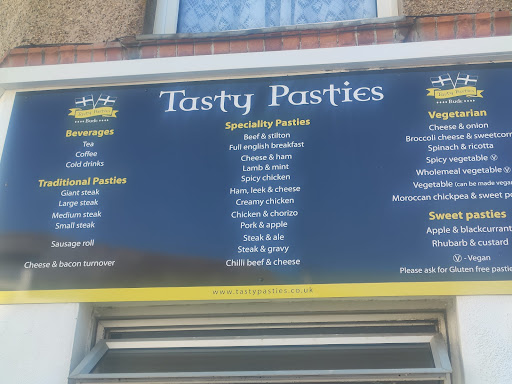 Tasty Pasties
Tasty Pasties
Bude
Beverages
Tea
Coffee
Cold drinks
Traditional Pasties
Giant steak
Large steak
Medium steak
Small steak
Sausage roll
Cheese & bacon turnover
Speciality Pasties
Beef & stilton
Full english breakfast
Cheese & ham
Lamb & mint
Spicy chicken
Ham, leek & cheese
Creamy chicken
Chicken & chorizo
Pork & apple
Steak & ale
Steak & gravy
Chilli beef & cheese
Tasty Pasties
Bude
Vegetarian
Cheese & onion
Broccoli cheese & sweetcorn
Spinach & ricotta
Spicy vegetable Ⓥ
Wholemeal vegetable Ⓥ
Vegetable (can be made vegan
Moroccan chickpea & sweet po
Sweet pasties
Apple & blackcurrant
Rhubarb & custard
Ⓥ - Vegan
Please ask for Gluten free pasties
www.tastypasties.co.uk